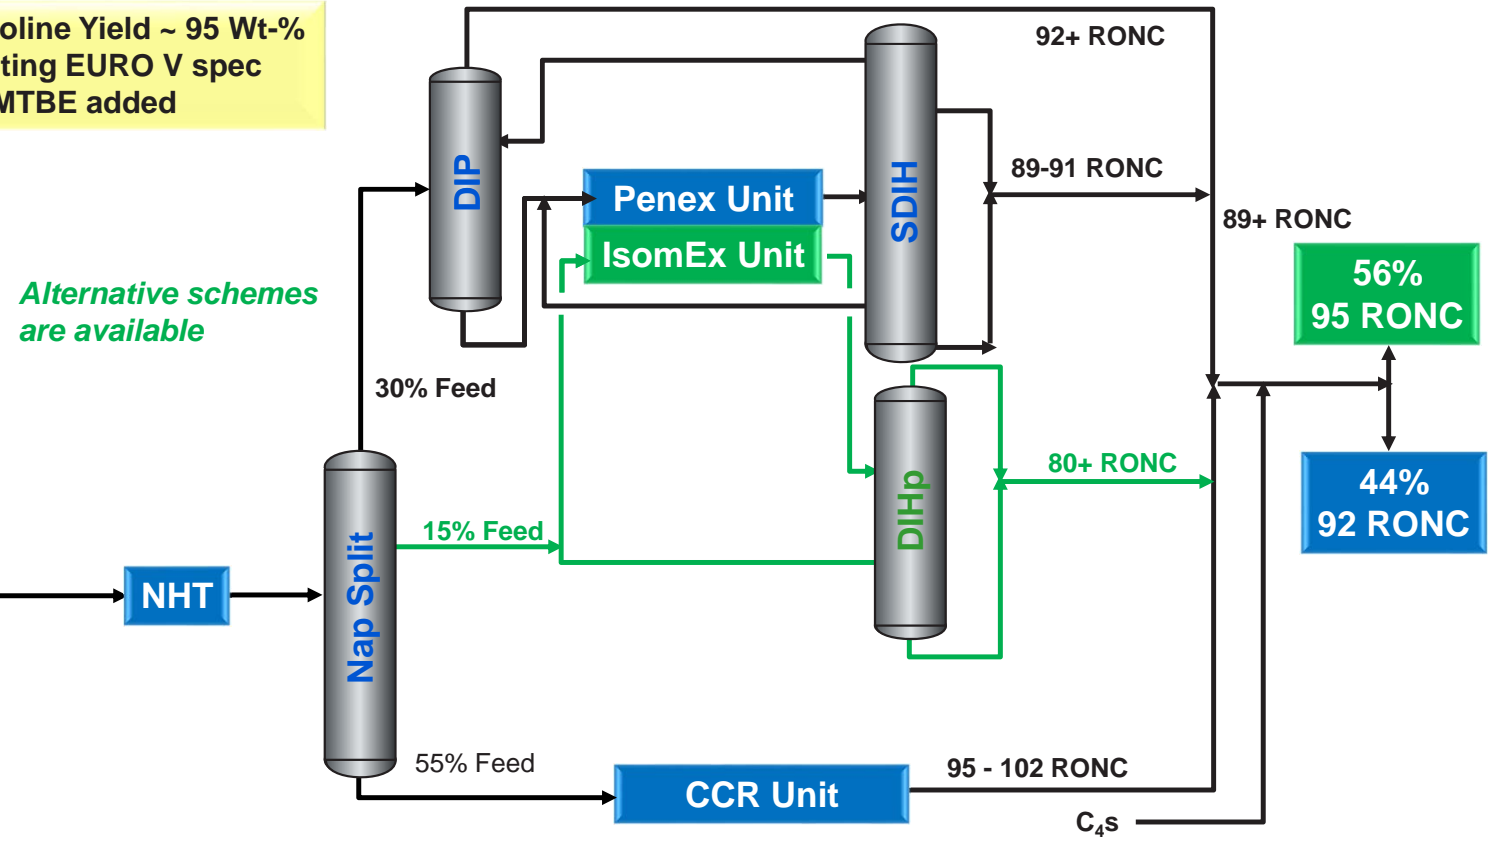 oline Yield ~ 95 Wt-%
ting EURO V spec
MTBE added
92+ RONC
DIP
SDIH
Penex Unit
IsomEx Unit
89-91 RONC
89+ RONC
Alternative schemes
are available
56%
95 RONC
30% Feed
80+ RONC
DIHp
44%
92 RONC
15% Feed
Nap Split
NHT
55% Feed
CCR Unit
95 - 102 RONC
C₄s